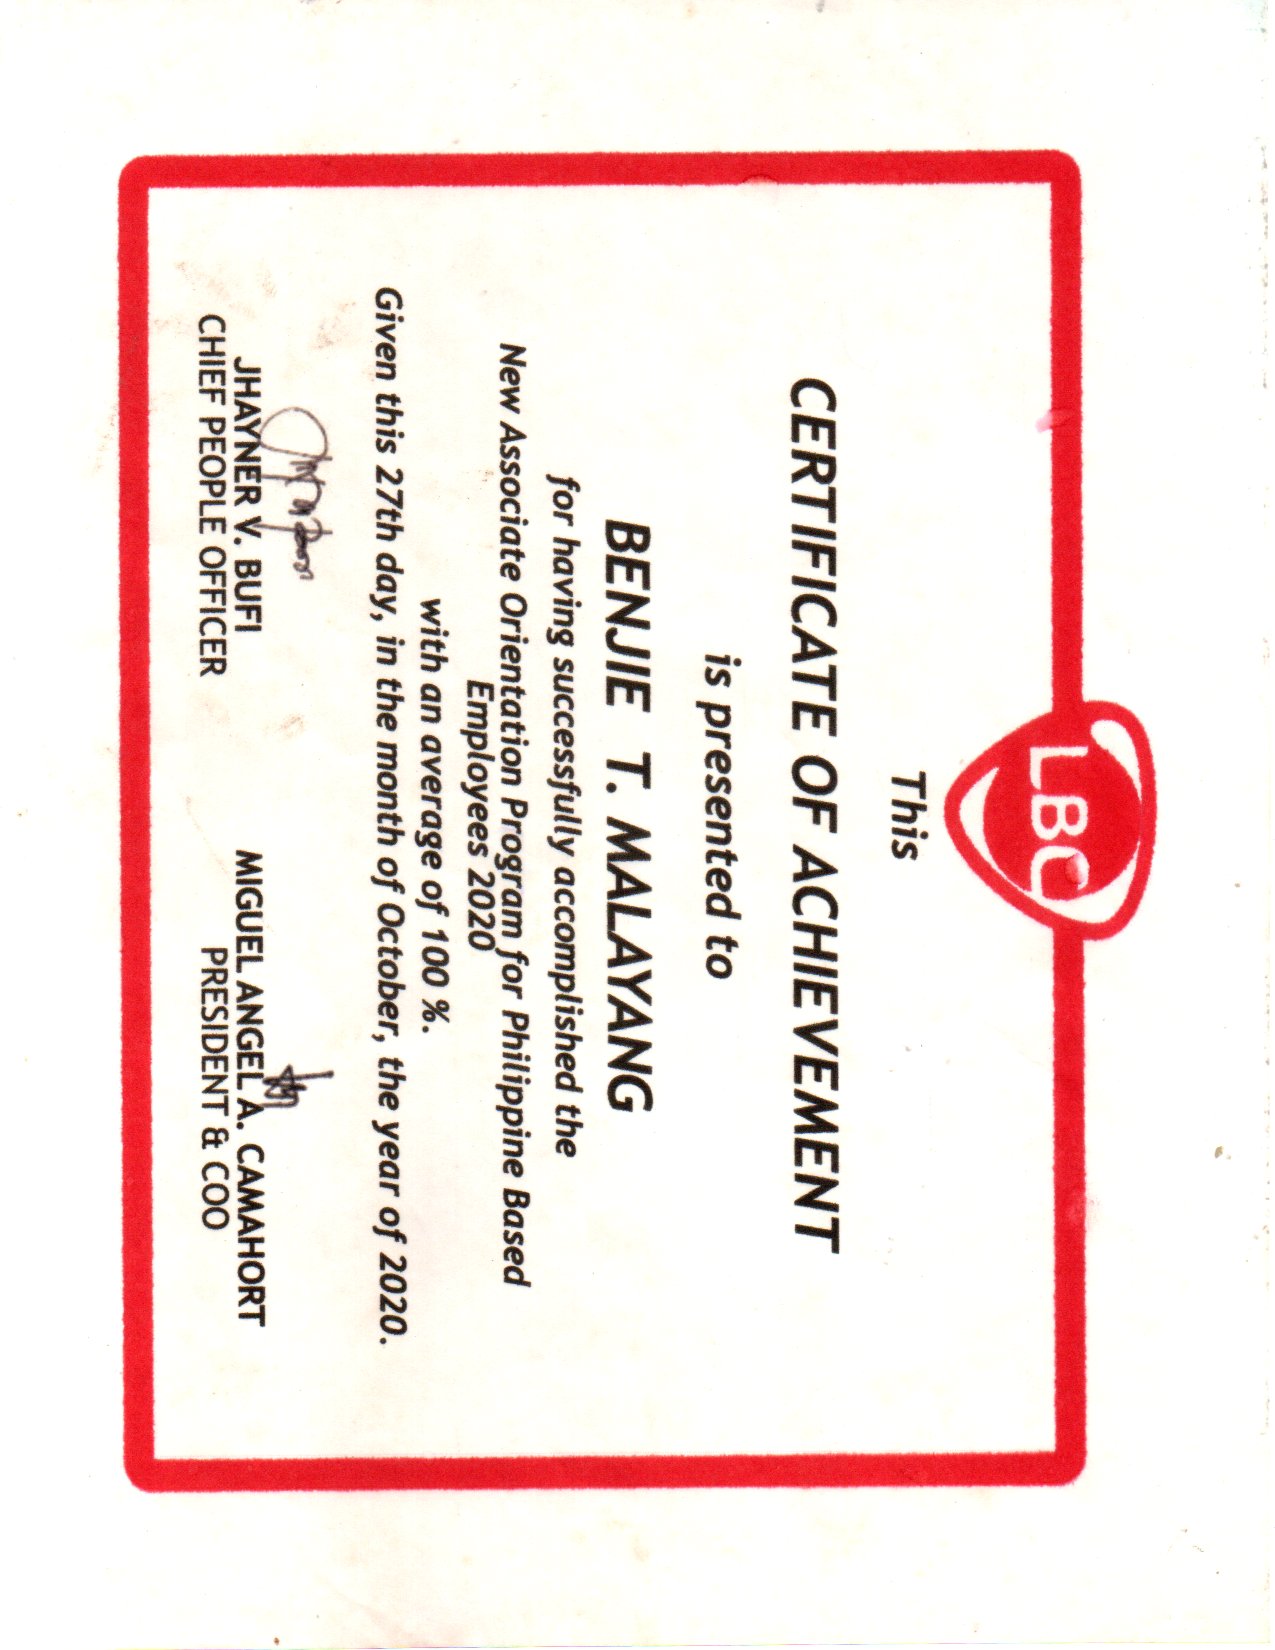 LBC
This
CERTIFICATE OF ACHIEVEMENT
is presented to
BENJIE T. MALAYANG
for having successfully accomplished the
New Associate Orientation Program for Philippine Based
Employees 2020
with an average of 100 %.
Given this 27th day, in the month of October, the year of 2020.
JHAYNER V. BUFI
CHIEF PEOPLE OFFICER
MIGUEL ANGEL A. CAMAHORT
PRESIDENT & COO